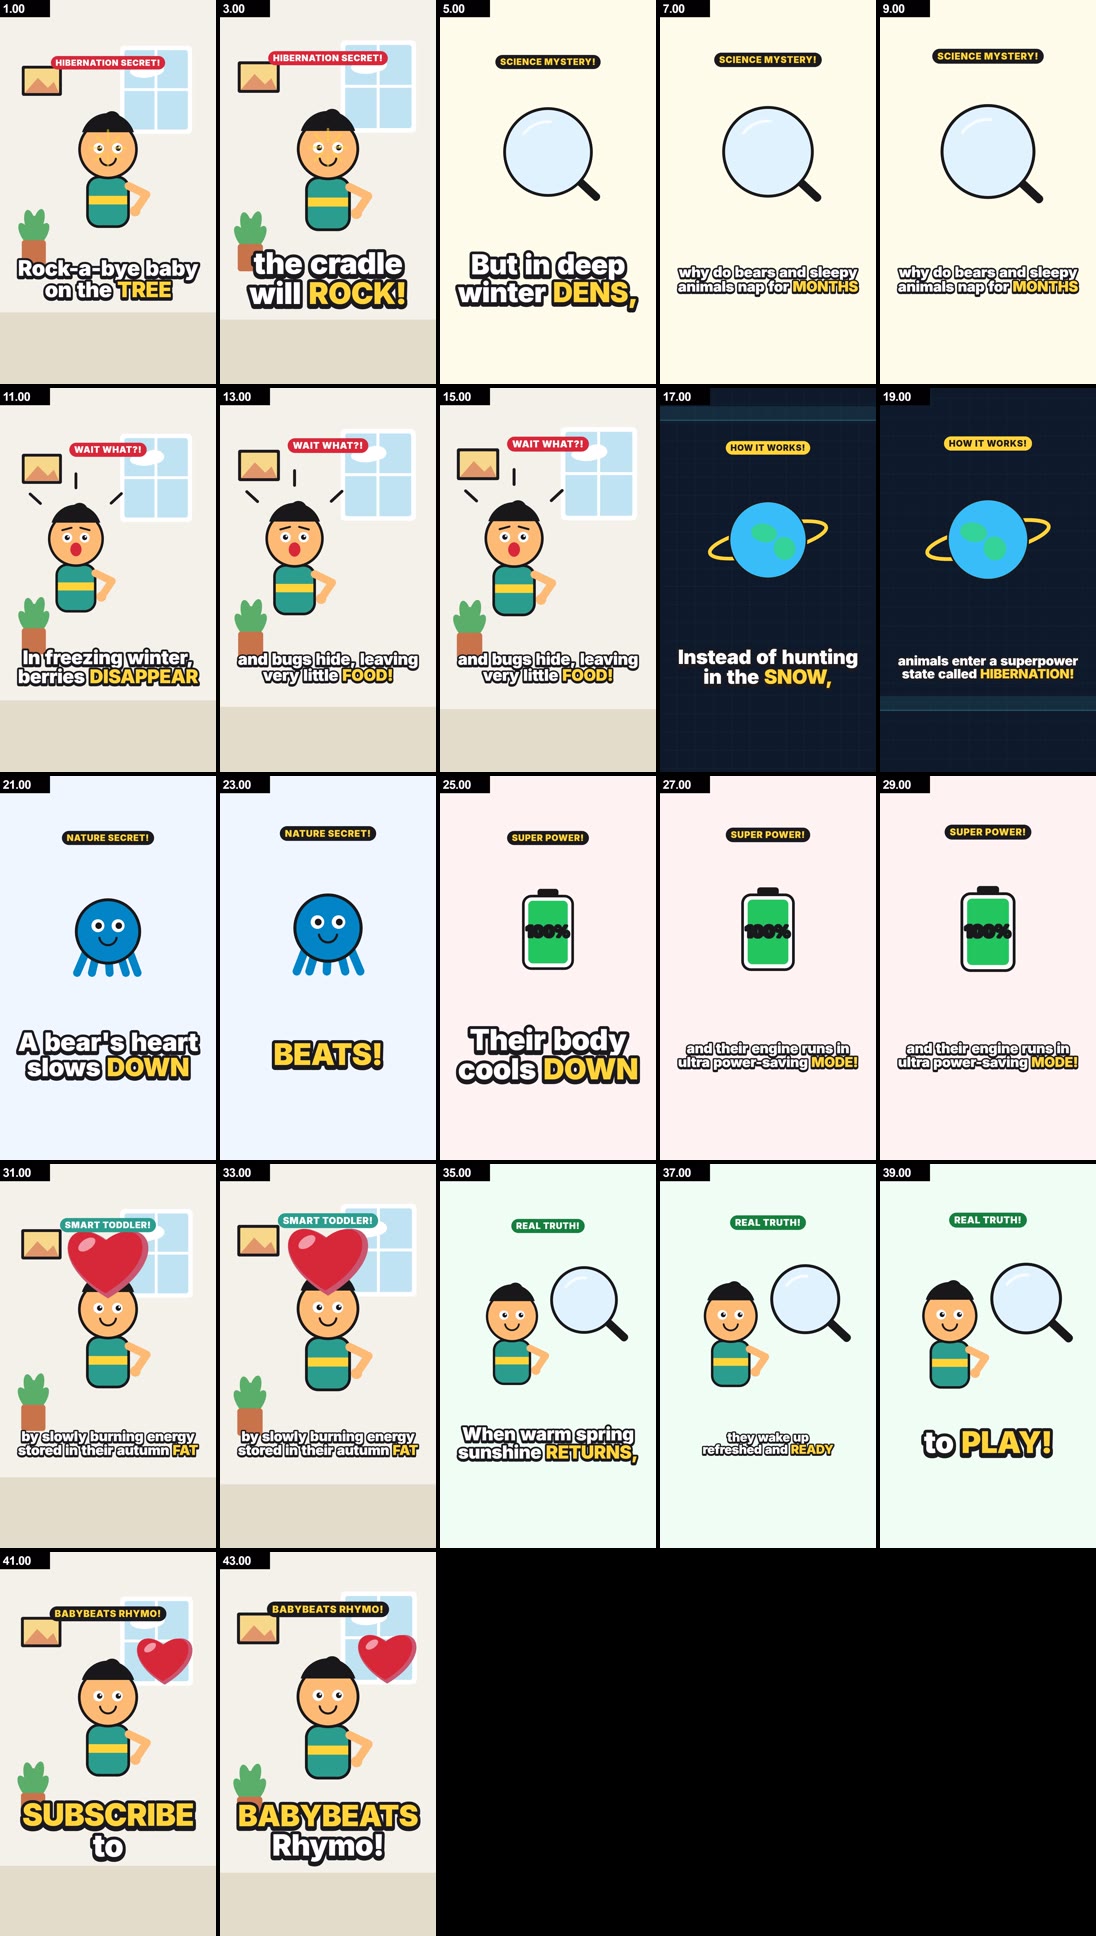 1.00
HIBERNATION SECRET!
Rock-a-bye baby
on the TREE
3.00
HIBERNATION SECRET!
the cradle
will ROCK!
5.00
SCIENCE MYSTERY!
But in deep
winter DENS,
7.00
SCIENCE MYSTERY!
why do bears and sleepy
animals nap for MONTHS
9.00
SCIENCE MYSTERY!
why do bears and sleepy
animals nap for MONTHS
11.00
WAIT WHAT?!
In freezing winter,
berries DISAPPEAR
13.00
WAIT WHAT?!
and bugs hide, leaving
very little FOOD!
15.00
WAIT WHAT?!
and bugs hide, leaving
very little FOOD!
17.00
HOW IT WORKS!
Instead of hunting
in the SNOW,
19.00
HOW IT WORKS!
animals enter a superpower
state called HIBERNATION!
21.00
NATURE SECRET!
A bear's heart
slows DOWN
23.00
NATURE SECRET!
BEATS!
25.00
SUPER POWER!
100%
Their body
cools DOWN
27.00
SUPER POWER!
100%
and their engine runs in
ultra power-saving MODE!
29.00
SUPER POWER!
100%
and their engine runs in
ultra power-saving MODE!
31.00
SMART TODDLER!
by slowly burning energy
stored in their autumn FAT
33.00
SMART TODDLER!
by slowly burning energy
stored in their autumn FAT
35.00
REAL TRUTH!
When warm spring
sunshine RETURNS,
37.00
REAL TRUTH!
they wake up
refreshed and READY
39.00
REAL TRUTH!
to PLAY!
41.00
BABYBEATS RHYMO!
SUBSCRIBE
to
43.00
BABYBEATS RHYMO!
BABYBEATS
Rhymo!